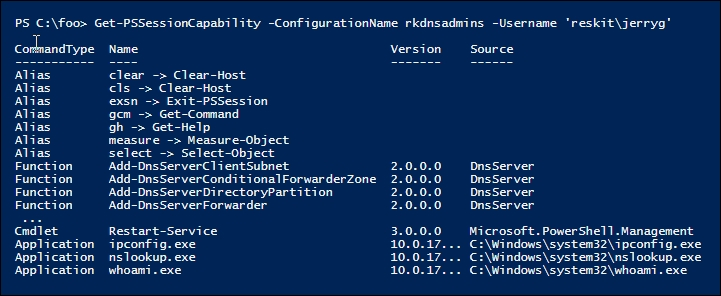 PS C:\foo> Get-PSSessionCapability -ConfigurationName rkdnsadmins -Username 'reskit\jerryg'
CommandType Name Version Source
----------- ---- ------- ------
Alias clear -> Clear-Host
Alias cls -> Clear-Host
Alias exsn -> Exit-PSSession
Alias gcm -> Get-Command
Alias gh -> Get-Help
Alias measure -> Measure-Object
Alias select -> Select-Object
Function Add-DnsServerClientSubnet 2.0.0.0 DnsServer
Function Add-DnsServerConditionalForwarderZone 2.0.0.0 DnsServer
Function Add-DnsServerDirectoryPartition 2.0.0.0 DnsServer
Function Add-DnsServerForwarder 2.0.0.0 DnsServer
...
Cmdlet Restart-Service 3.0.0.0 Microsoft.PowerShell.Management
Application ipconfig.exe 10.0.17... C:\Windows\system32\ipconfig.exe
Application nslookup.exe 10.0.17... C:\Windows\system32\nslookup.exe
Application whoami.exe 10.0.17... C:\Windows\system32\whoami.exe